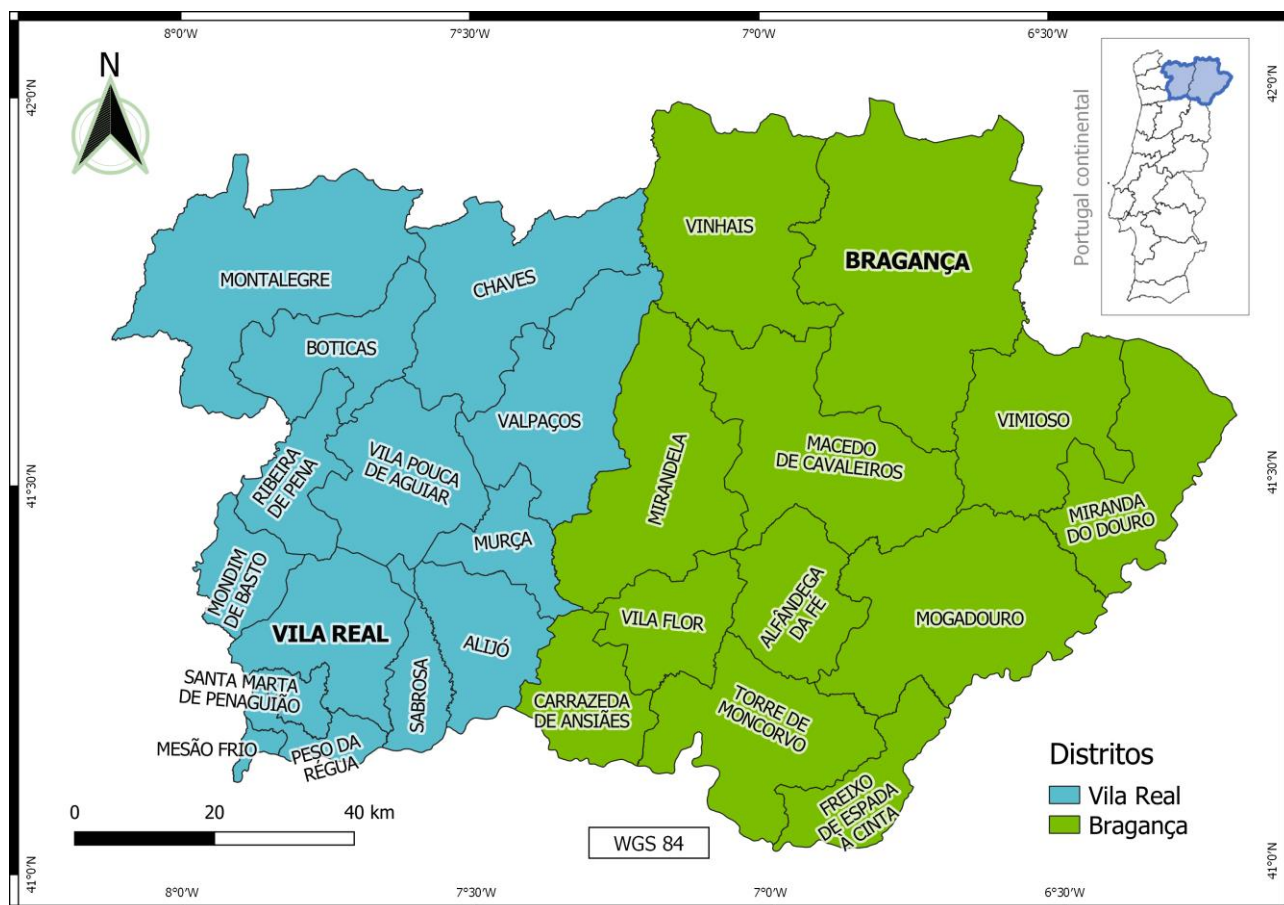 8°0'W
7°30'W
7°0'W
6°30'W
42°0'N
42°0'N
N
Portugal continental
VINHAIS
BRAGANÇA
MONTALEGRE
CHAVES
BOTICAS
VALPAÇOS
VIMIOSO
VILA POUCA
DE AGUIAR
MACEDO
DE CAVALEIROS
RIBEIRA
DE PENA
MIRANDELA
41°30'N
41°30'N
MIRANDA
DO DOURO
MURÇA
MONDIM
DE BASTO
ALFÂNDEGA
DA FÉ
VILA FLOR
MOGADOURO
VILA REAL
ALIJÓ
SABROSA
SANTA MARTA
DE PENAGUIÃO
CARRAZEDA
DE ANSIÃES
TORRE DE
MONCORVO
MESÃO FRIO
PESO DA
RÉGUA
FREIXO
DE ESPADA
À CINTA
Distritos
Vila Real
Bragança
0
20
40 km
WGS 84
41°0'N
41°0'N
8°0'W
7°30'W
7°0'W
6°30'W